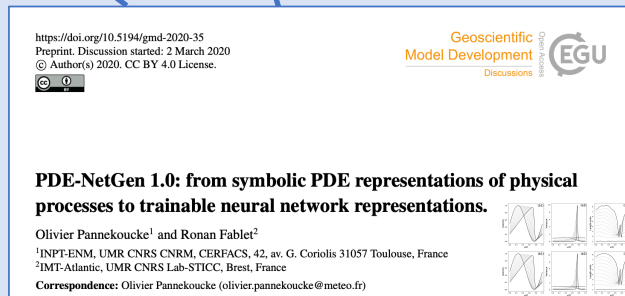 https://doi.org/10.5194/gmd-2020-35
Preprint. Discussion started: 2 March 2020
© Author(s) 2020. CC BY 4.0 License.
cc BY
Geoscientific
Model Development
Discussions
Open Access
EGU
PDE-NetGen 1.0: from symbolic PDE representations of physical
processes to trainable neural network representations.
Olivier Pannekoucke1 and Ronan Fablet2
1INPT-ENM, UMR CNRS CNRM, CERFACS, 42, av. G. Coriolis 31057 Toulouse, France
2IMT-Atlantic, UMR CNRS Lab-STICC, Brest, France
Correspondence: Olivier Pannekoucke (olivier.pannekoucke@meteo.fr)